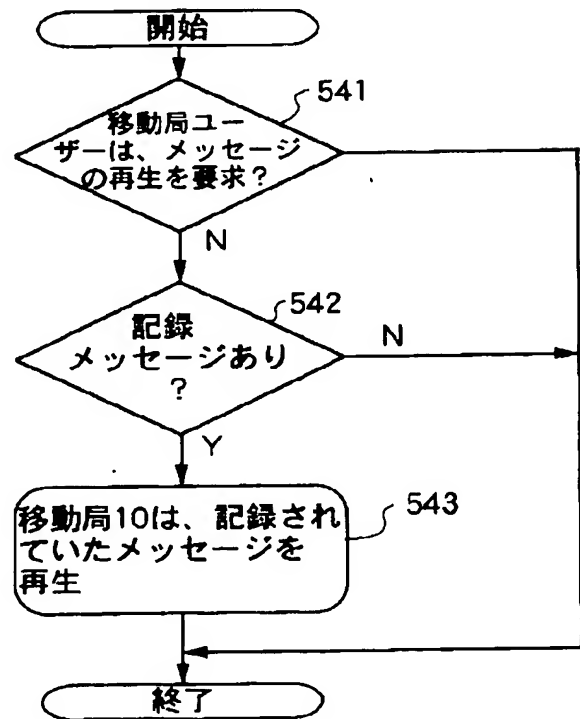 開始
541
移動局ユー
ザーは、メッセージ
の再生を要求?
N
542
記録
メッセージあり
?
N
Y
543
移動局10は、記録され
ていたメッセージを
再生
終了